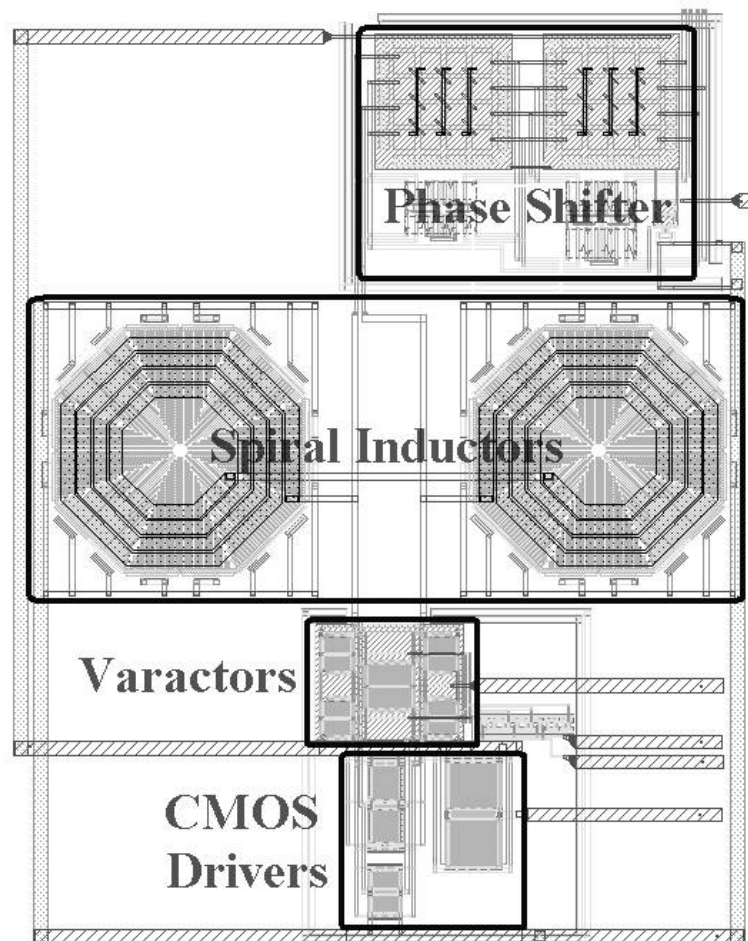 Phase Shifter
Spiral Inductors
Varactors
CMOS
Drivers